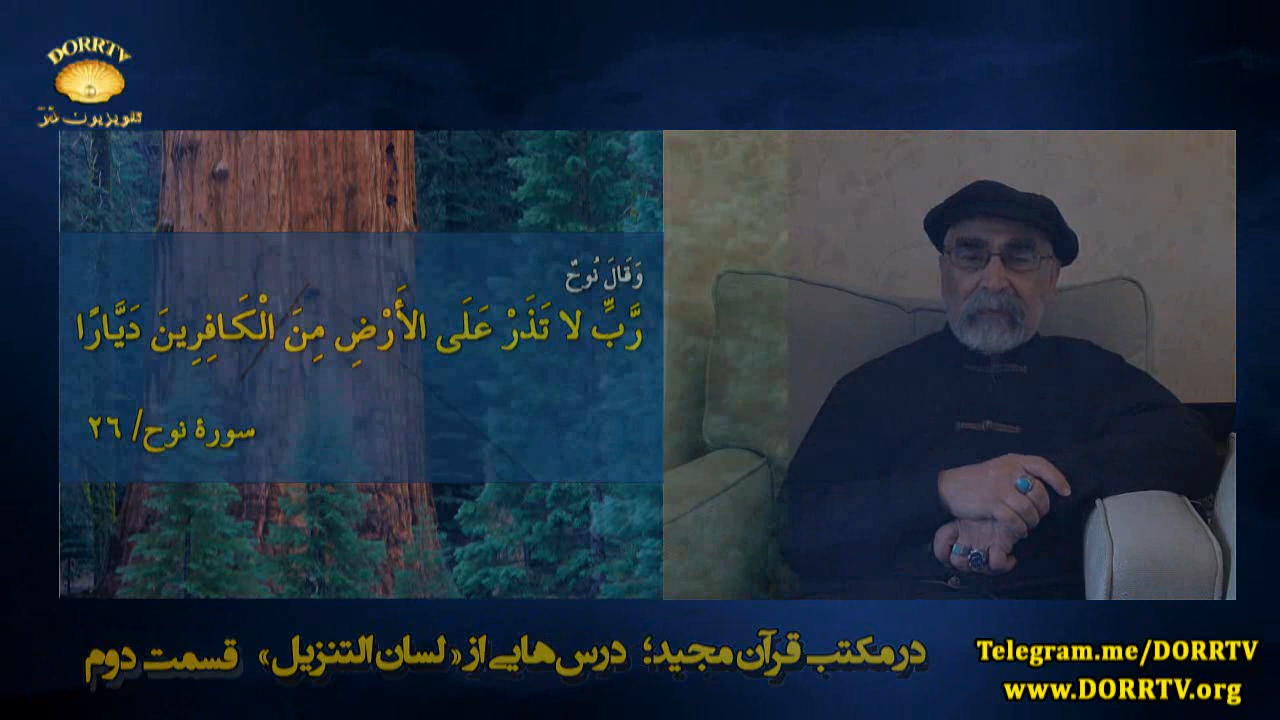 DORRTV
تلویزیون دُرّ
وَقَالَ نُوحٌ
رَّبِّ لا تَذَرْ عَلَى الأَرْضِ مِنَ الْكَافِرِينَ دَيَّارًا
سورهٔ نوح/ ٢٦
در مکتب قرآن مجید؛ درس‌هایی از «لسان التنزیل» قسمت دوم
Telegram.me/DORRTV
www.DORRTV.org